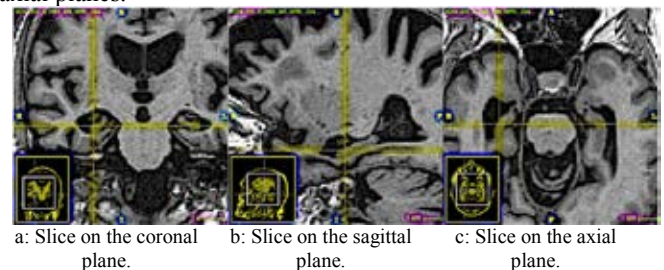 axial planes.
a: Slice on the coronal plane.
b: Slice on the sagittal plane.
c: Slice on the axial plane.